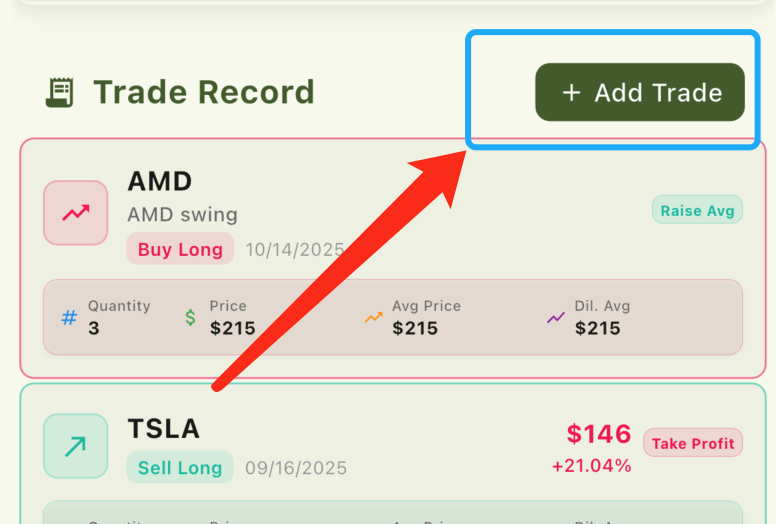 Trade Record
+ Add Trade
AMD
AMD swing
Raise Avg
Buy Long 10/14/2025
Quantity Price Avg Price Dil. Avg
# 3 $ $215 $215 $215
TSLA
$146
Take Profit
Sell Long 09/16/2025
+21.04%